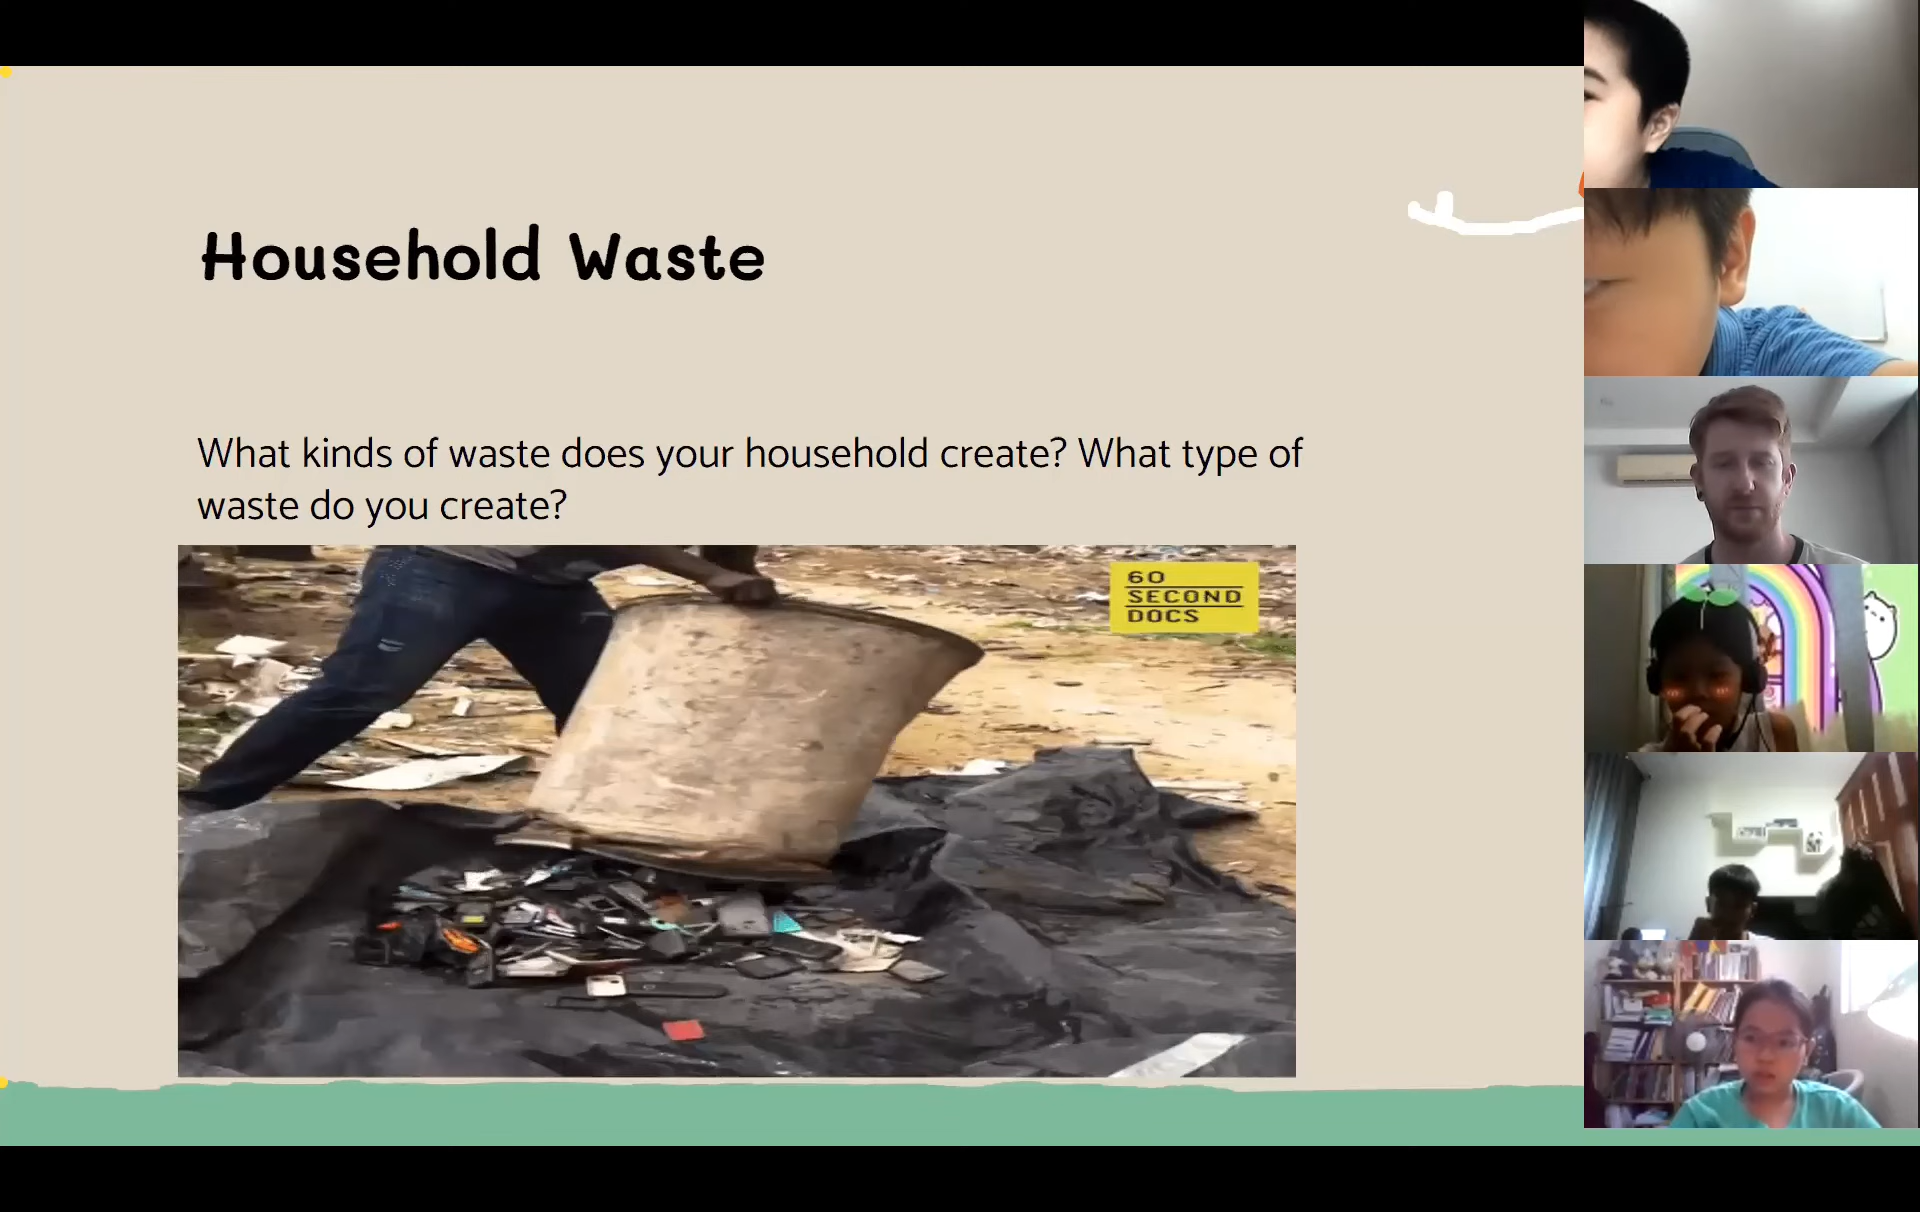 Household Waste
What kinds of waste does your household create? What type of
waste do you create?
60
SECOND
DOCS